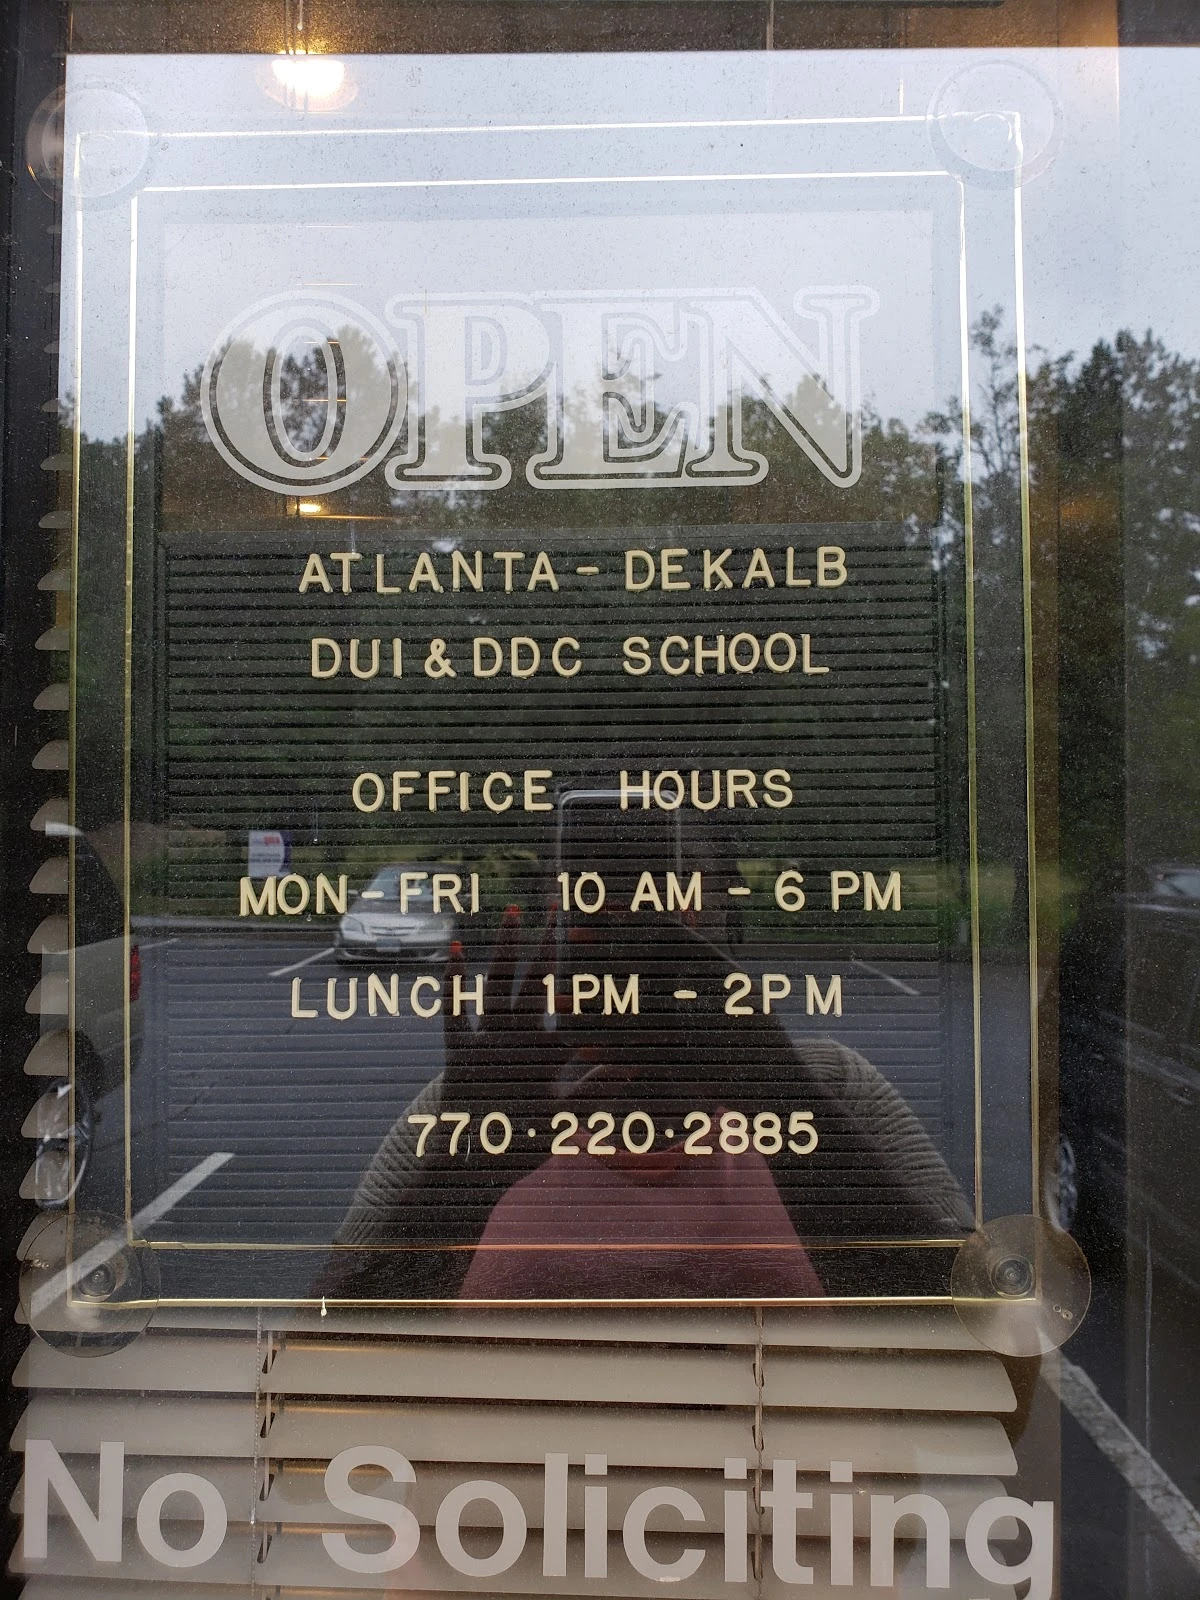 OPEN
ATLANTA - DEKALB
DUI & DDC SCHOOL
OFFICE HOURS
MON - FRI 10 AM - 6 PM
LUNCH 1PM - 2PM
770·220·2885
No Soliciting